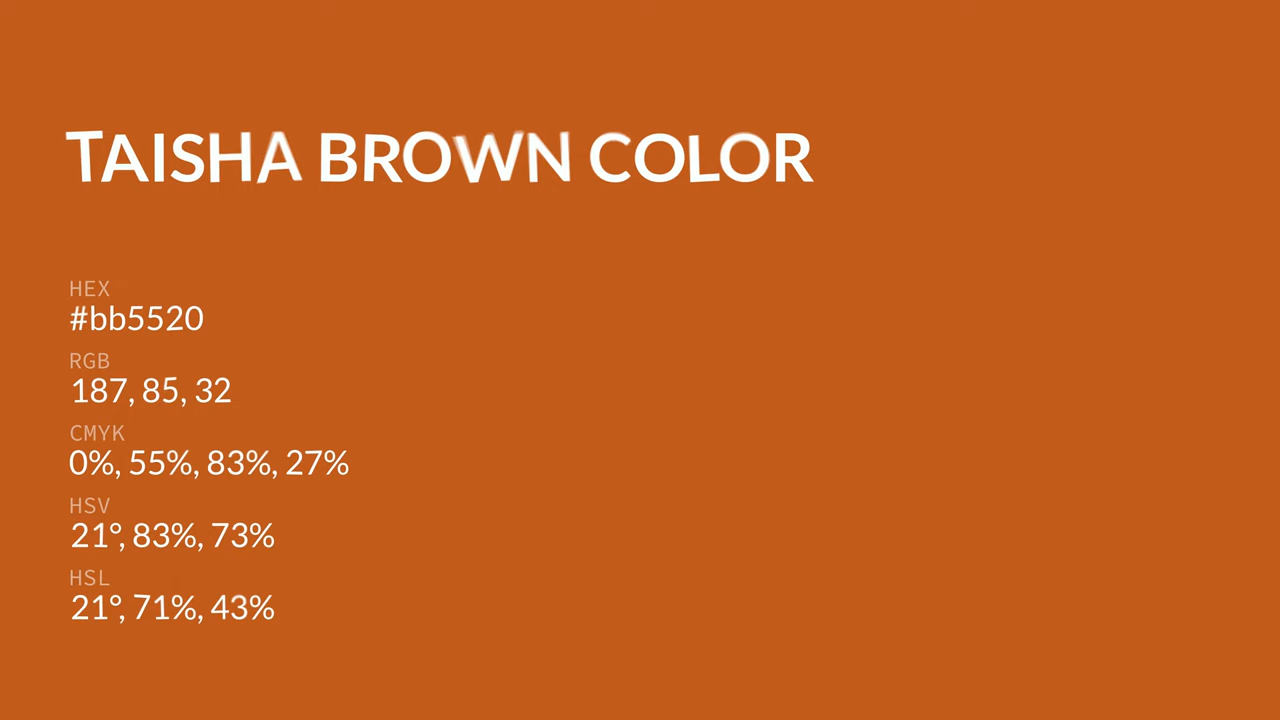 TAISHA BROWN COLOR
HEX
#bb5520
RGB
187, 85, 32
CMYK
0%, 55%, 83%, 27%
HSV
21°, 83%, 73%
HSL
21°, 71%, 43%